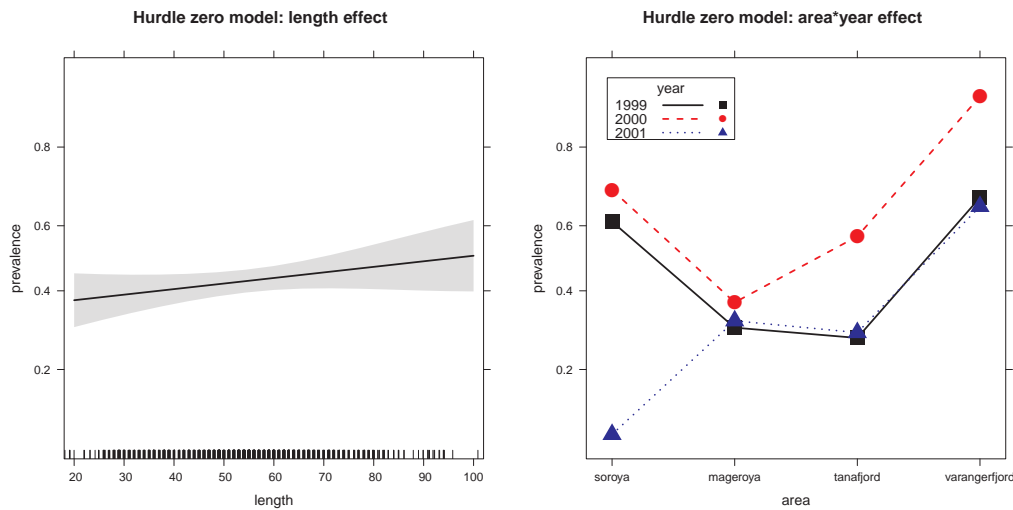 Hurdle zero model: length effect
prevalence
0.8
0.6
0.4
0.2
20 30 40 50 60 70 80 90 100
length
Hurdle zero model: area*year effect
year
1999
2000
2001
prevalence
0.8
0.6
0.4
0.2
soroya mageroya tanafjord varangerfjord
area